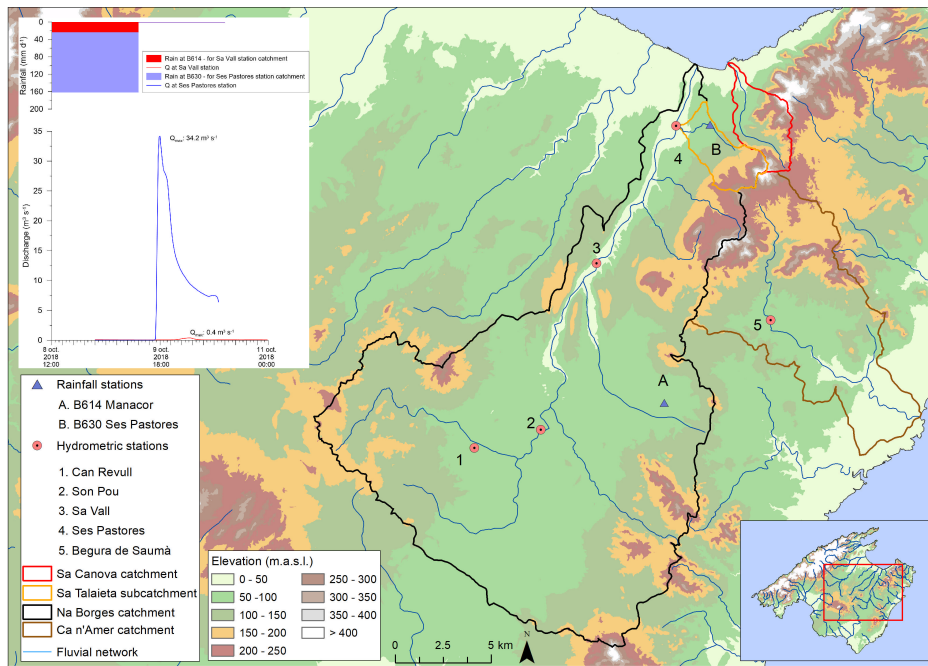 0
40
80
120
160
200
Rainfall (mm d⁻¹)
Rain at B614 - for Sa Vall station catchment
Q at Sa Vall station
Rain at B630 - for Ses Pastores station catchment
Q at Ses Pastores station
35
30
25
20
15
10
5
0
Discharge (m³ s⁻¹)
Qmax: 34.2 m³ s⁻¹
Qmax: 0.4 m³ s⁻¹
8 oct.
2018
12:00
9 oct.
2018
18:00
11 oct.
2018
00:00
Rainfall stations
A. B614 Manacor
B. B630 Ses Pastores
Hydrometric stations
1. Can Revull
2. Son Pou
3. Sa Vall
4. Ses Pastores
5. Begura de Saumà
Sa Canova catchment
Sa Talaieta subcatchment
Na Borges catchment
Ca n'Amer catchment
Fluvial network
Elevation (m.a.s.l.)
0 - 50
50 -100
100 - 150
150 - 200
200 - 250
250 - 300
300 - 350
350 - 400
> 400
B
4
3
5
A
2
1
0 2.5 5 km
N